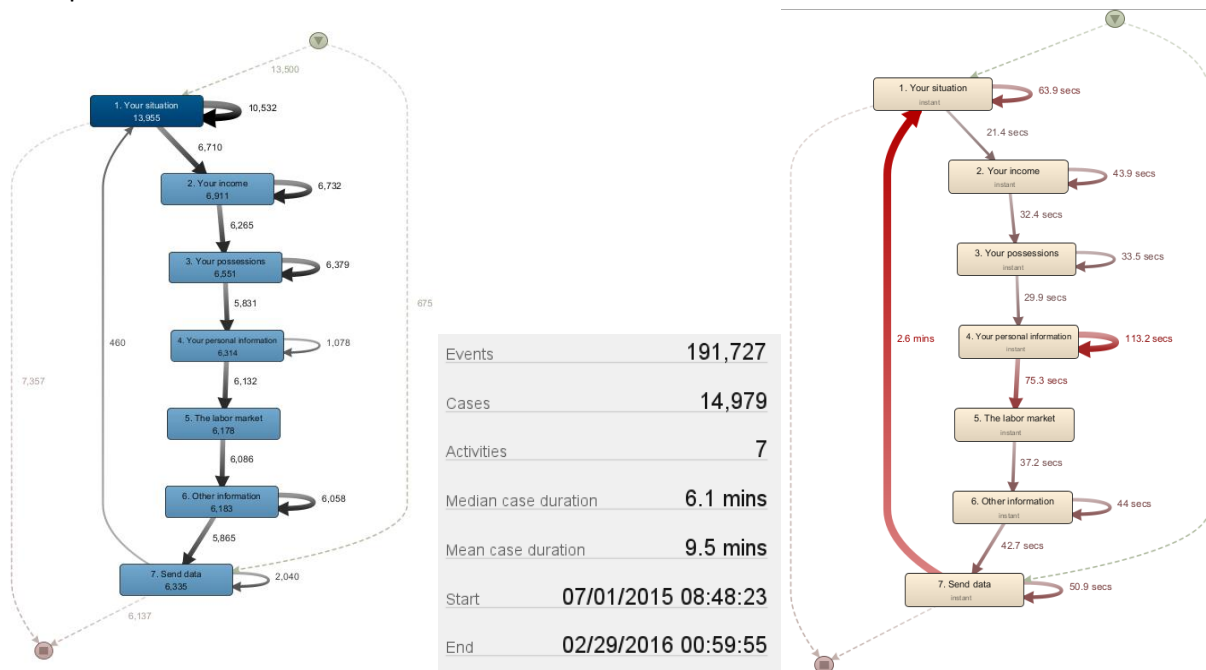 13,500
1. Your situation
13,955
10,532
6,710
2. Your income
6,911
6,732
6,265
3. Your possessions
6,551
6,379
5,831
675
4. Your personal information
6,314
1,078
460
7,357
6,132
5. The labor market
6,178
6,086
6. Other information
6,183
6,058
5,865
7. Send data
6,335
2,040
6,137
Events 191,727
Cases 14,979
Activities 7
Median case duration 6.1 mins
Mean case duration 9.5 mins
Start 07/01/2015 08:48:23
End 02/29/2016 00:59:55
1. Your situation
instant
63.9 secs
21.4 secs
2. Your income
instant
43.9 secs
32.4 secs
3. Your possessions
instant
33.5 secs
29.9 secs
2.6 mins
4. Your personal information
instant
113.2 secs
75.3 secs
5. The labor market
instant
37.2 secs
6. Other information
instant
44 secs
42.7 secs
7. Send data
instant
50.9 secs